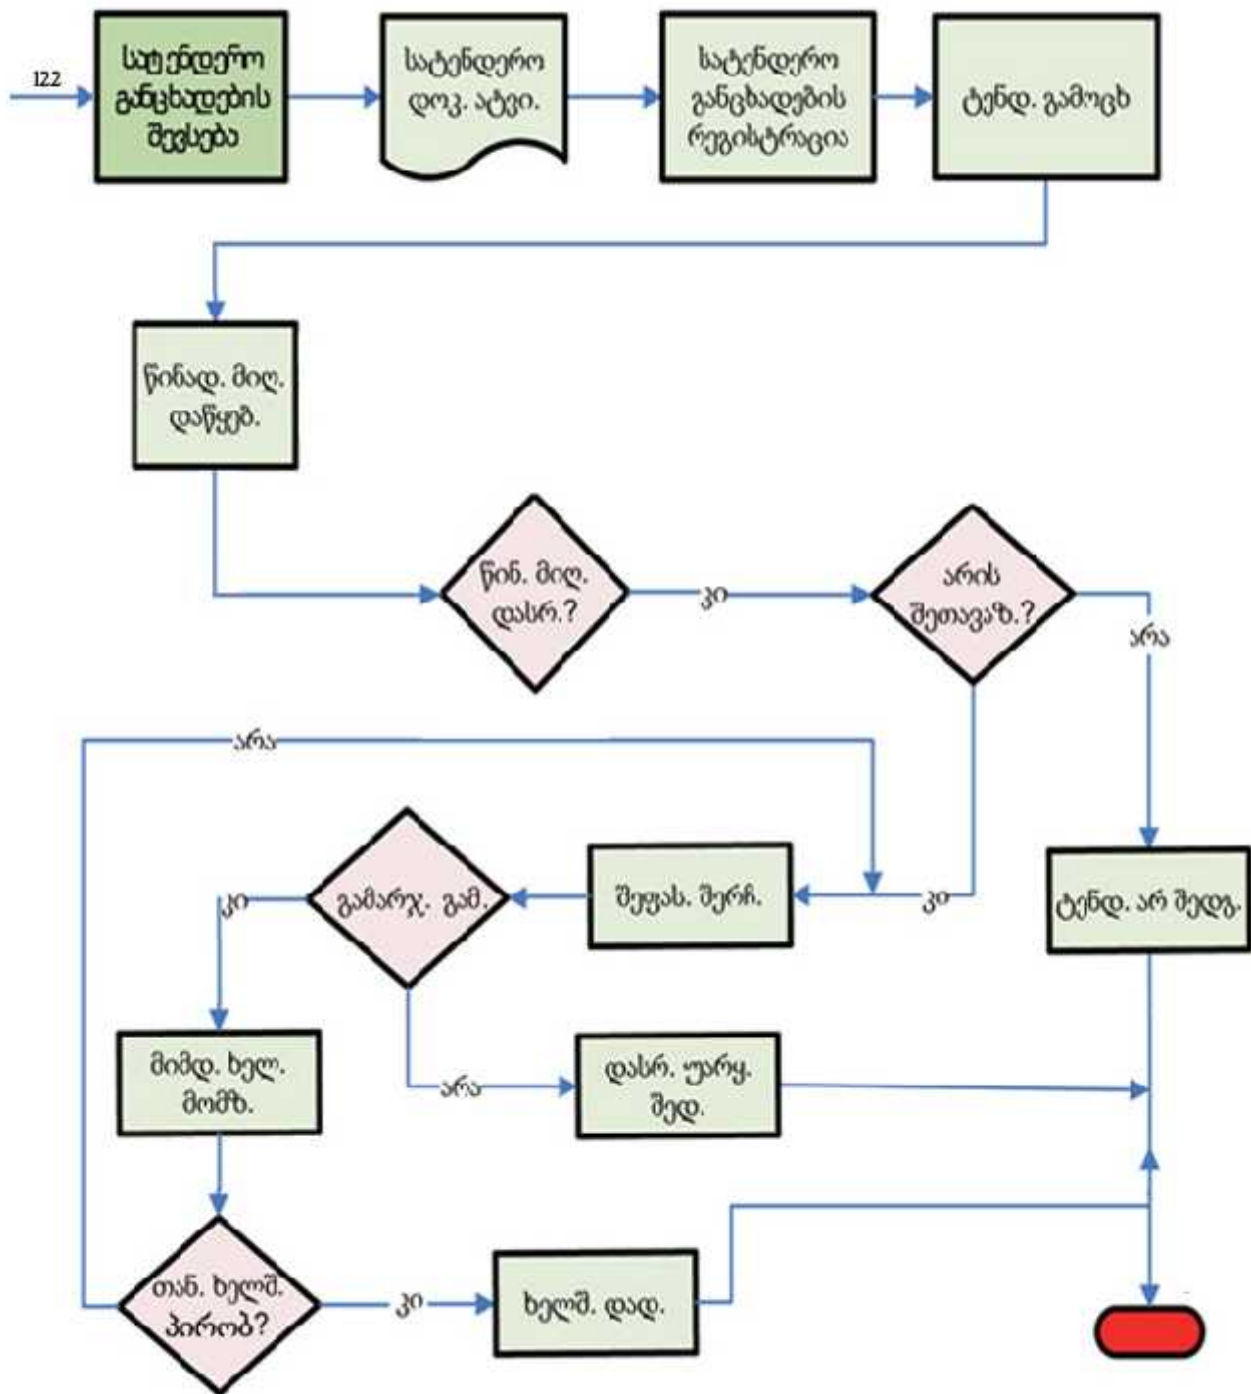 122
სატენდერო
განცხადების
შევსება
სატენდერო
დოკ. ატვი.
სატენდერო
განცხადების
რეგისტრაცია
ტენდ. გამოცხ
წინად. მიღ.
დაწყებ.
წინ. მიღ.
დასრ.?
კი
არის
შეთავაზ.?
არა
არა
გამარჯ. გამ.
კი
შეფას. შერჩ.
კი
ტენდ. არ შედგ.
მიმდ. ხელ.
მომზ.
არა
დასრ. უარყ.
შედ.
თან. ხელშ.
პირობ?
კი
ხელშ. დად.